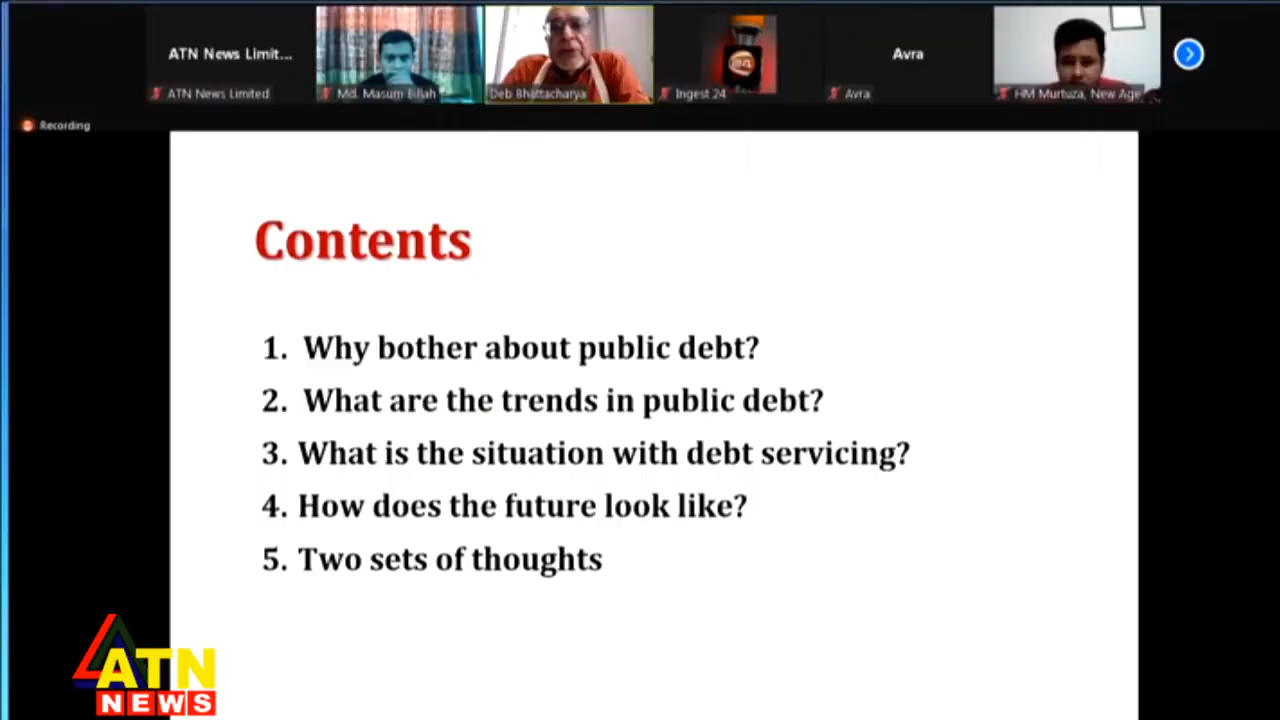 ATN News Limit...
Avra
ATN News Limited
Md. Masum Billah
Deb Bhattacharya
Ingest 24
Avra
HM Murtuza, New Age
Recording
Contents
1. Why bother about public debt?
2. What are the trends in public debt?
3. What is the situation with debt servicing?
4. How does the future look like?
5. Two sets of thoughts
ATN
NEWS